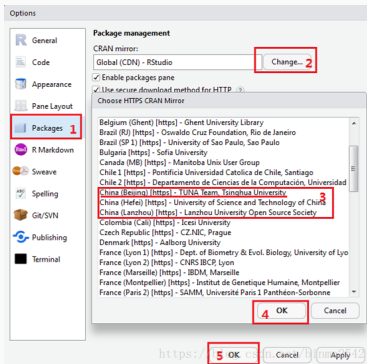 Options
R General
Code
Appearance
Pane Layout
Packages 1
R Markdown
Sweave
ABC Spelling
Git/SVN
Publishing
Terminal
Package management
CRAN mirror:
Global (CDN) - RStudio
Change... 2
Enable packages pane
Use secure download method for HTTP ?
Choose HTTPS CRAN Mirror
Belgium (Ghent) [https] - Ghent University Library
Brazil (RJ) [https] - Oswaldo Cruz Foundation, Rio de Janeiro
Brazil (SP 1) [https] - University of Sao Paulo, Sao Paulo
Bulgaria [https] - Sofia University
Canada (MB) [https] - Manitoba Unix User Group
Chile 1 [https] - Pontificia Universidad Catolica de Chile, Santiago
Chile 2 [https] - Departamento de Ciencias de la Computación, Universidad
China (Beijing) [https] - TUNA Team, Tsinghua University
China (Hefei) [https] - University of Science and Technology of China
3
China (Lanzhou) [https] - Lanzhou University Open Source Society
Colombia (Cali) [https] - Icesi University
Czech Republic [https] - CZ.NIC, Prague
Denmark [https] - Aalborg University
France (Lyon 1) [https] - Dept. of Biometry & Evol. Biology, University of Lyo
France (Lyon 2) [https] - CNRS IBCP, Lyon
France (Marseille) [https] - IBDM, Marseille
France (Montpellier) [https] - Institut de Genetique Humaine, Montpellier
France (Paris 2) [https] - SAMM, Université Paris 1 Panthéon-Sorbonne
4 OK
Cancel
5 OK
Cancel
Apply